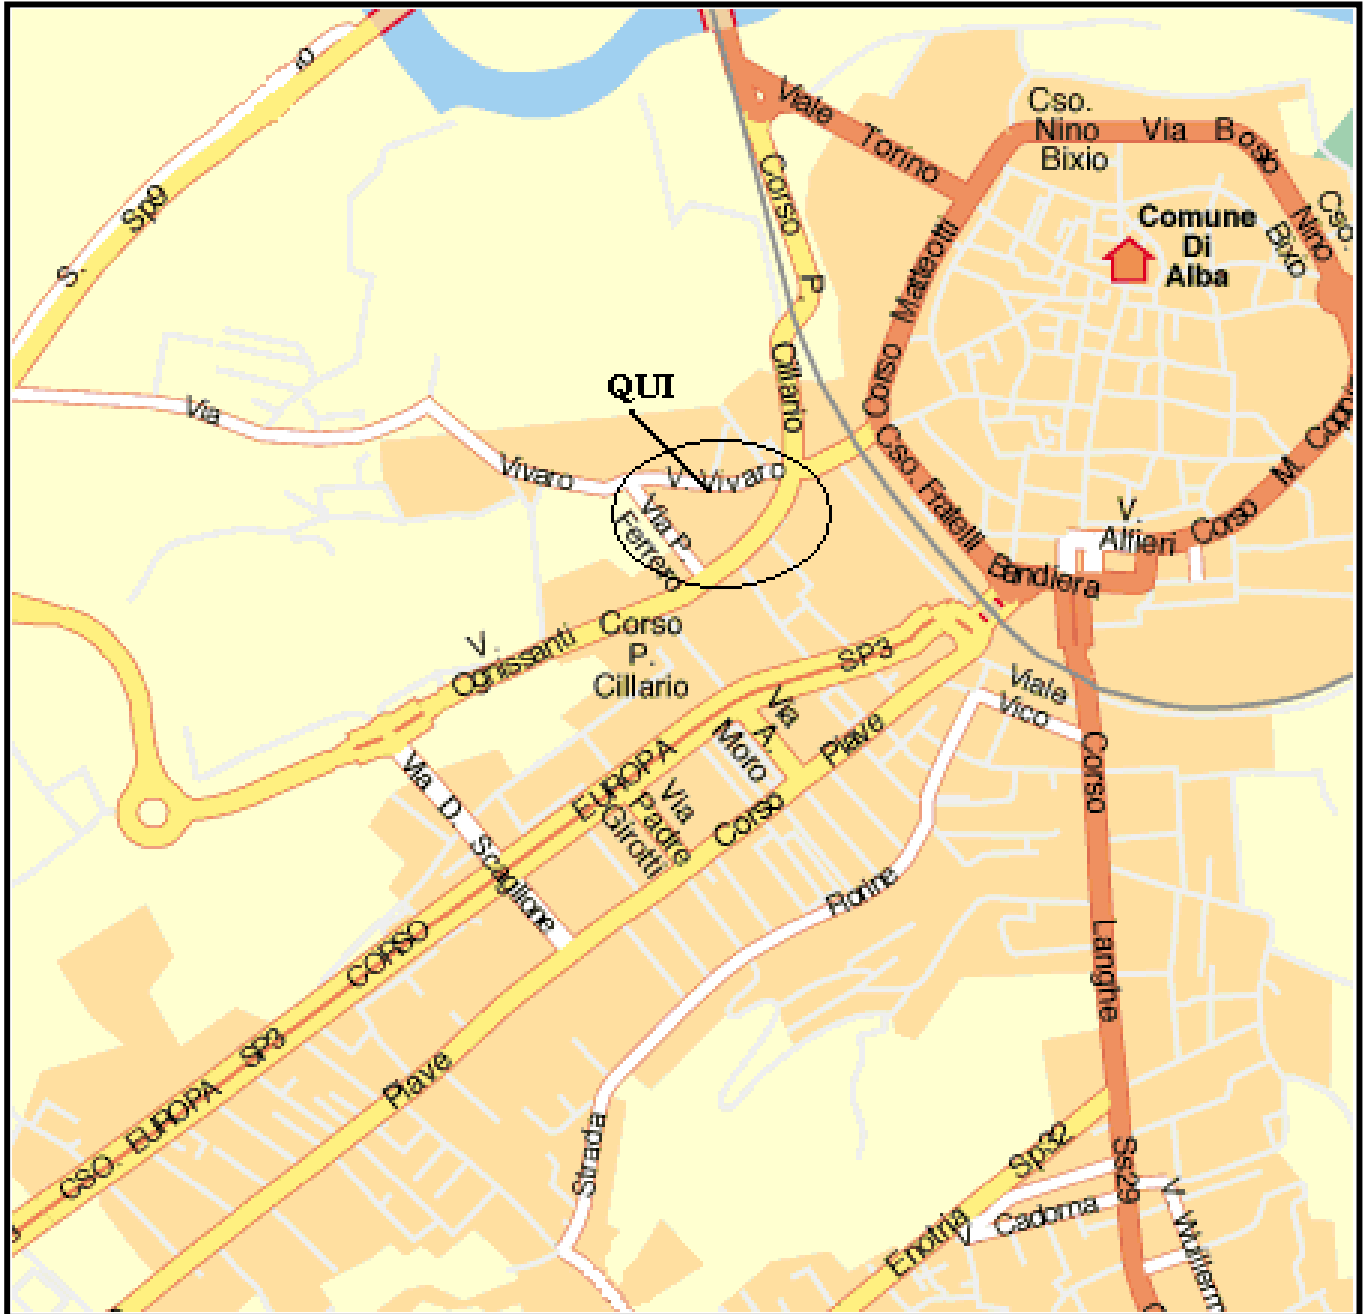 Viale Torino
Cso.
Nino
Bixio
Via Bosio
Cso.
Nino
Bixio
Sp9
S.
Corso P. Cillario
Comune
Di
Alba
Corso Matteotti
QUI
Via Vivaro
V. Vivaro
Via P.
Ferrero
Cso. Fratelli Bandiera
V.
Alfieri
Corso M.
V.
Ognissanti
Corso
P.
Cillario
SP3
Viale
Vico
Via
A.
Moro
Corso Piave
EUROPA
Via
Padre
Girotti
Via D. Scaglione
Corso Langhe
Rorine
CORSO
SP3
CSO. EUROPA
Piave
Strada
Sp32
Ss29
Enotria
V. Cadorna
V.